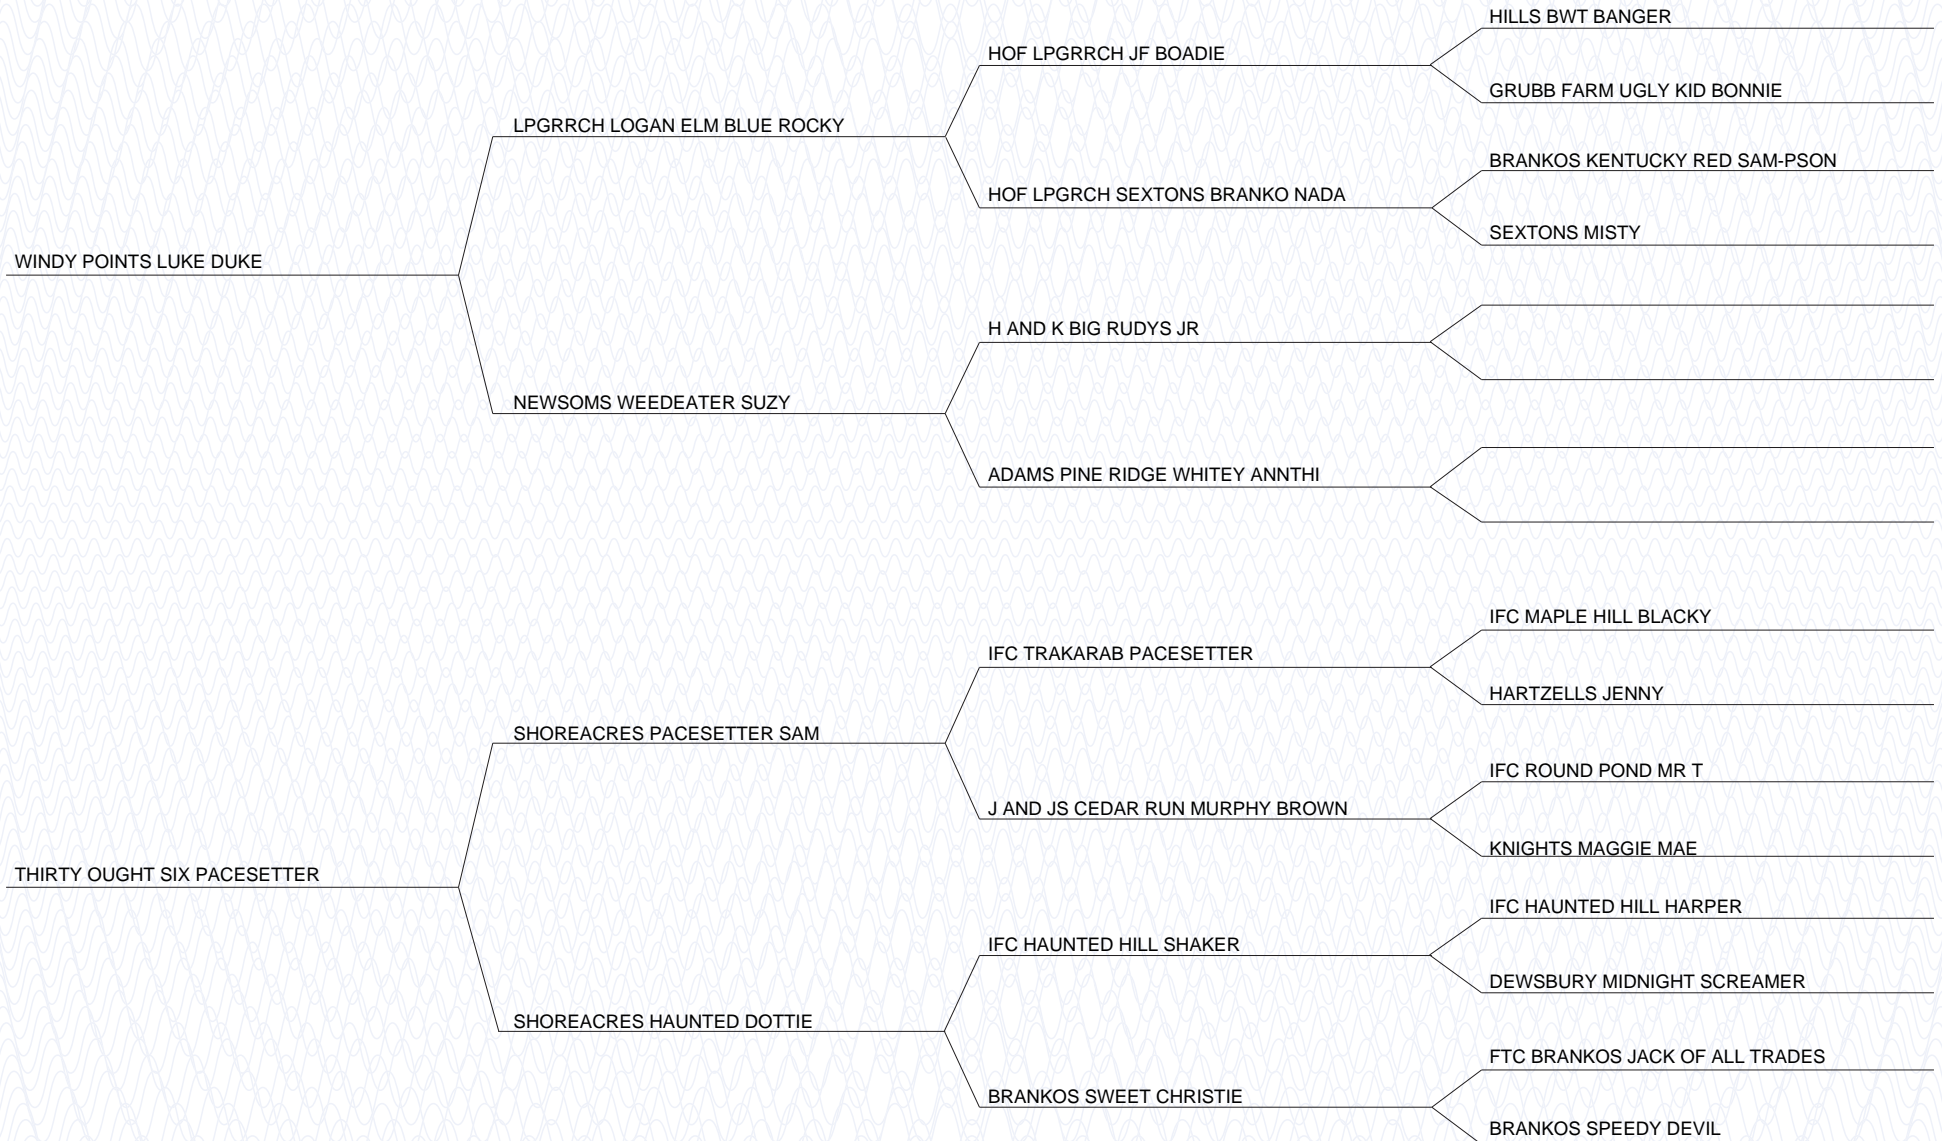 HILLS BWT BANGER
HOF LPGRRCH JF BOADIE
GRUBB FARM UGLY KID BONNIE
LPGRRCH LOGAN ELM BLUE ROCKY
BRANKOS KENTUCKY RED SAM-PSON
HOF LPGRCH SEXTONS BRANKO NADA
SEXTONS MISTY
WINDY POINTS LUKE DUKE
H AND K BIG RUDYS JR
NEWSOMS WEEDEATER SUZY
ADAMS PINE RIDGE WHITEY ANNTHI
IFC MAPLE HILL BLACKY
IFC TRAKARAB PACESETTER
HARTZELLS JENNY
SHOREACRES PACESETTER SAM
IFC ROUND POND MR T
J AND JS CEDAR RUN MURPHY BROWN
KNIGHTS MAGGIE MAE
THIRTY OUGHT SIX PACESETTER
IFC HAUNTED HILL HARPER
IFC HAUNTED HILL SHAKER
DEWSBURY MIDNIGHT SCREAMER
SHOREACRES HAUNTED DOTTIE
FTC BRANKOS JACK OF ALL TRADES
BRANKOS SWEET CHRISTIE
BRANKOS SPEEDY DEVIL